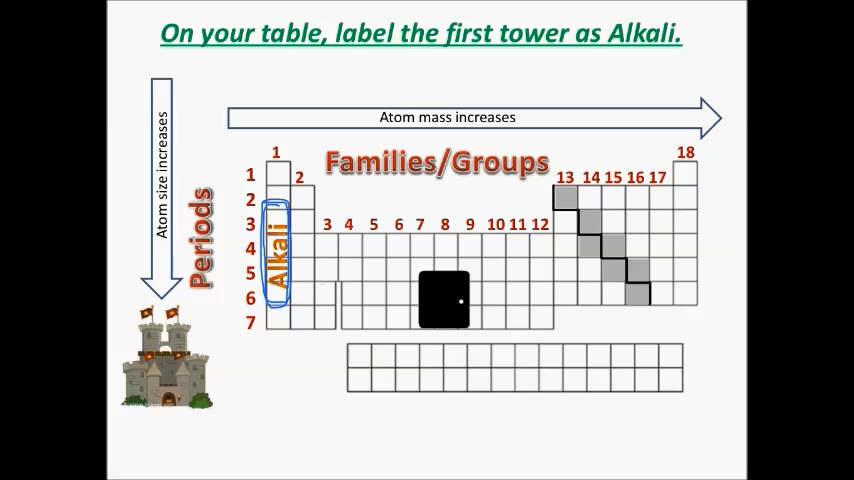 On your table, label the first tower as Alkali.
Atom mass increases
Atom size increases
Families/Groups
Periods
1
2
3 4 5 6 7 8 9 10 11 12
13 14 15 16 17
18
1
2
3
4
5
6
7
Alkali